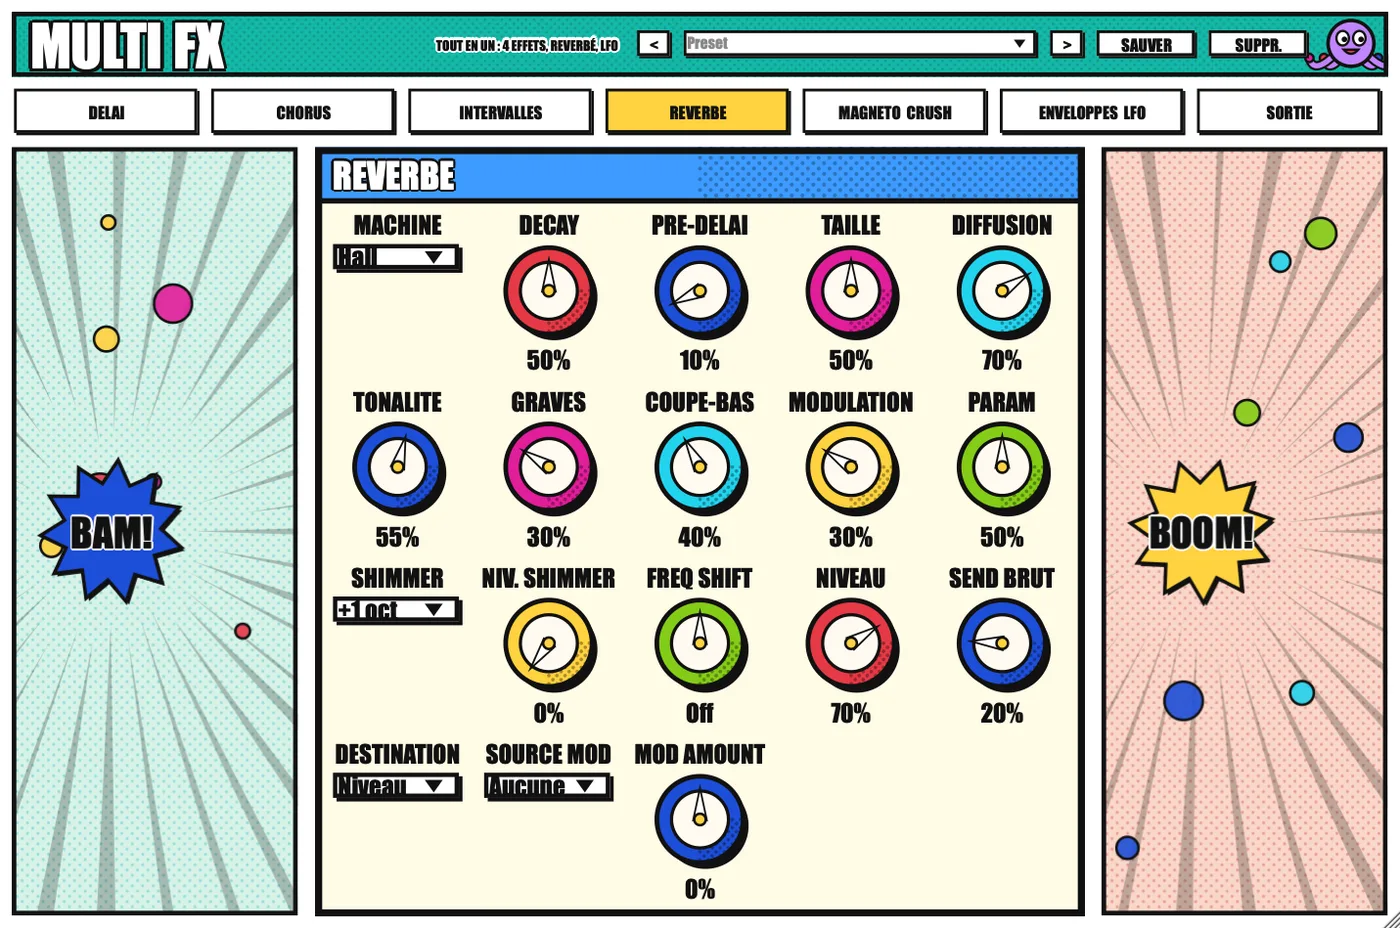 MULTI FX
TOUT EN UN : 4 EFFETS, REVERBÉ, LFO
<
Preset
>
SAUVER
SUPPR.
DELAI
CHORUS
INTERVALLES
REVERBE
MAGNETO CRUSH
ENVELOPPES LFO
SORTIE
REVERBE
MACHINE
DECAY
PRE-DELAI
TAILLE
DIFFUSION
Hall
50%
10%
50%
70%
TONALITE
GRAVES
COUPE-BAS
MODULATION
PARAM
55%
30%
40%
30%
50%
SHIMMER
NIV. SHIMMER
FREQ SHIFT
NIVEAU
SEND BRUT
+1 oct
0%
Off
70%
20%
DESTINATION
SOURCE MOD
MOD AMOUNT
Niveau
Aucune
0%
BAM!
BOOM!